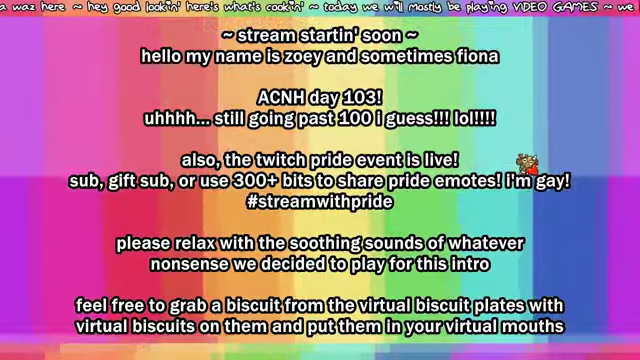 a waz here ~ hey good lookin' here's what's cookin' ~ today we will mostly be playing VIDEO GAMES ~ we
~ stream startin' soon ~
hello my name is zoey and sometimes fiona
ACNH day 103!
uhhhh... still going past 100 i guess!!! lol!!!!
also, the twitch pride event is live!
sub, gift sub, or use 300+ bits to share pride emotes! I'm gay!
#streamwithpride
please relax with the soothing sounds of whatever
nonsense we decided to play for this intro
feel free to grab a biscuit from the virtual biscuit plates with
virtual biscuits on them and put them in your virtual mouths